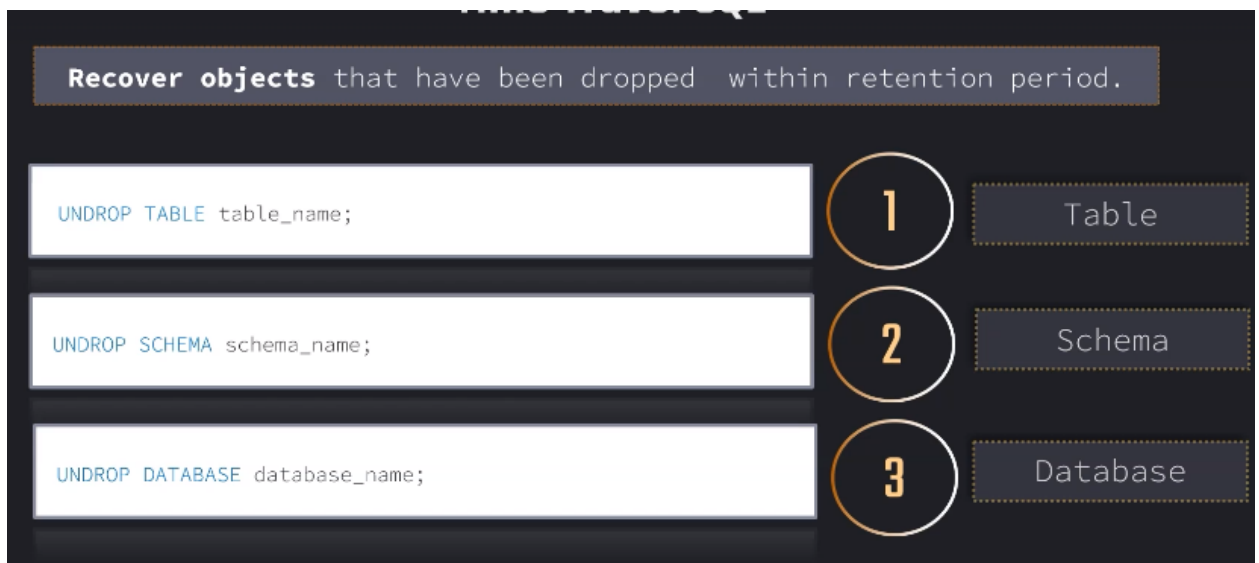 Recover objects that have been dropped  within retention period.
UNDROP TABLE table_name;
1
Table
UNDROP SCHEMA schema_name;
2
Schema
UNDROP DATABASE database_name;
3
Database